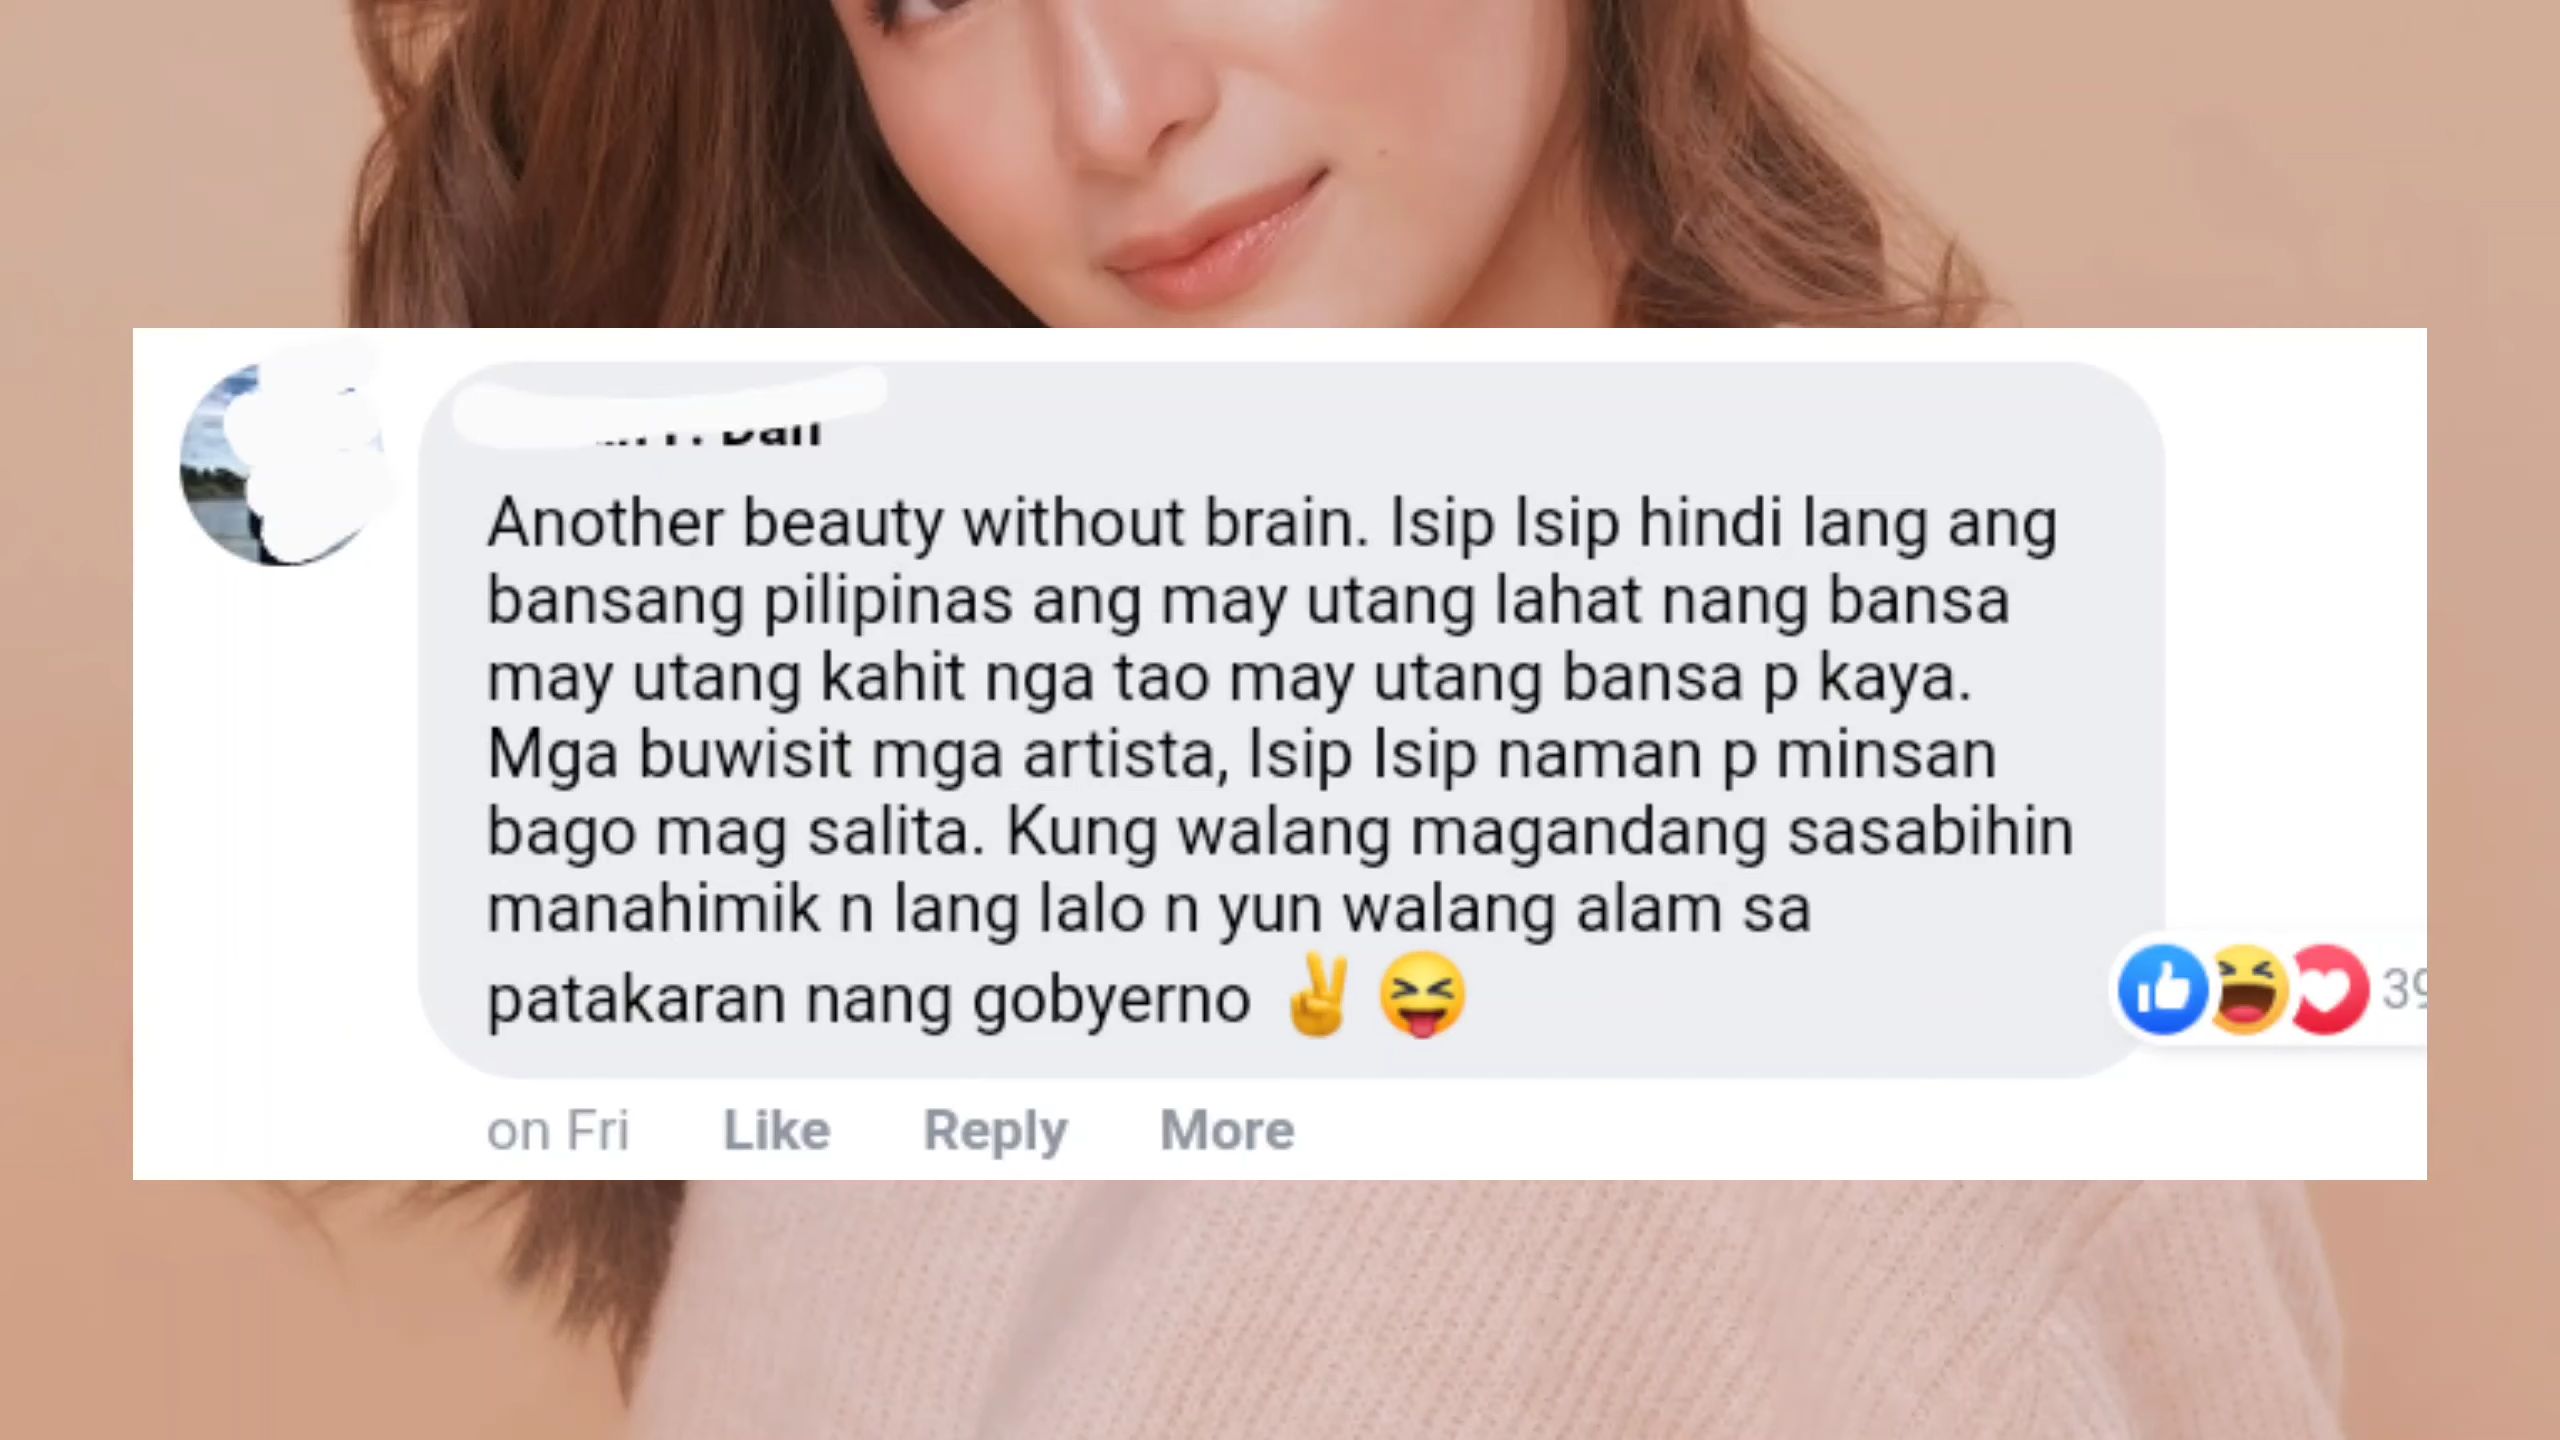 Another beauty without brain. Isip Isip hindi lang ang
bansang pilipinas ang may utang lahat nang bansa
may utang kahit nga tao may utang bansa p kaya.
Mga buwisit mga artista, Isip Isip naman p minsan
bago mag salita. Kung walang magandang sasabihin
manahimik n lang lalo n yun walang alam sa
patakaran nang gobyerno ✌😝
39
on Fri Like Reply More